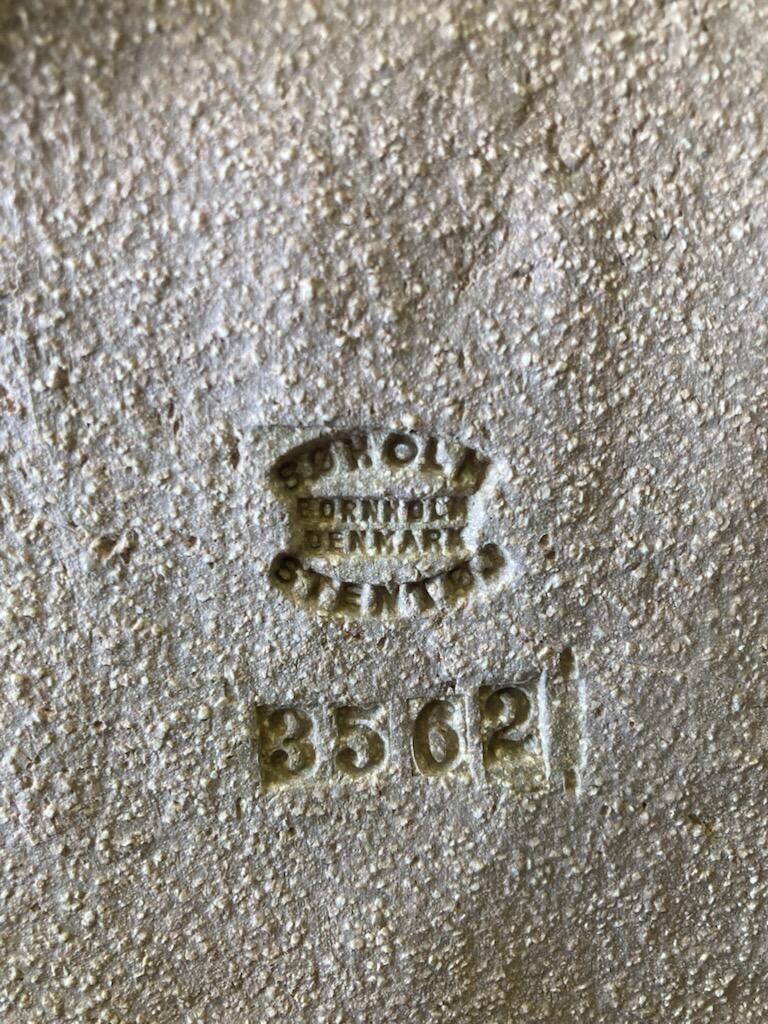 SØHOLM
BORNHOLM
DENMARK
STENTØJ
3562